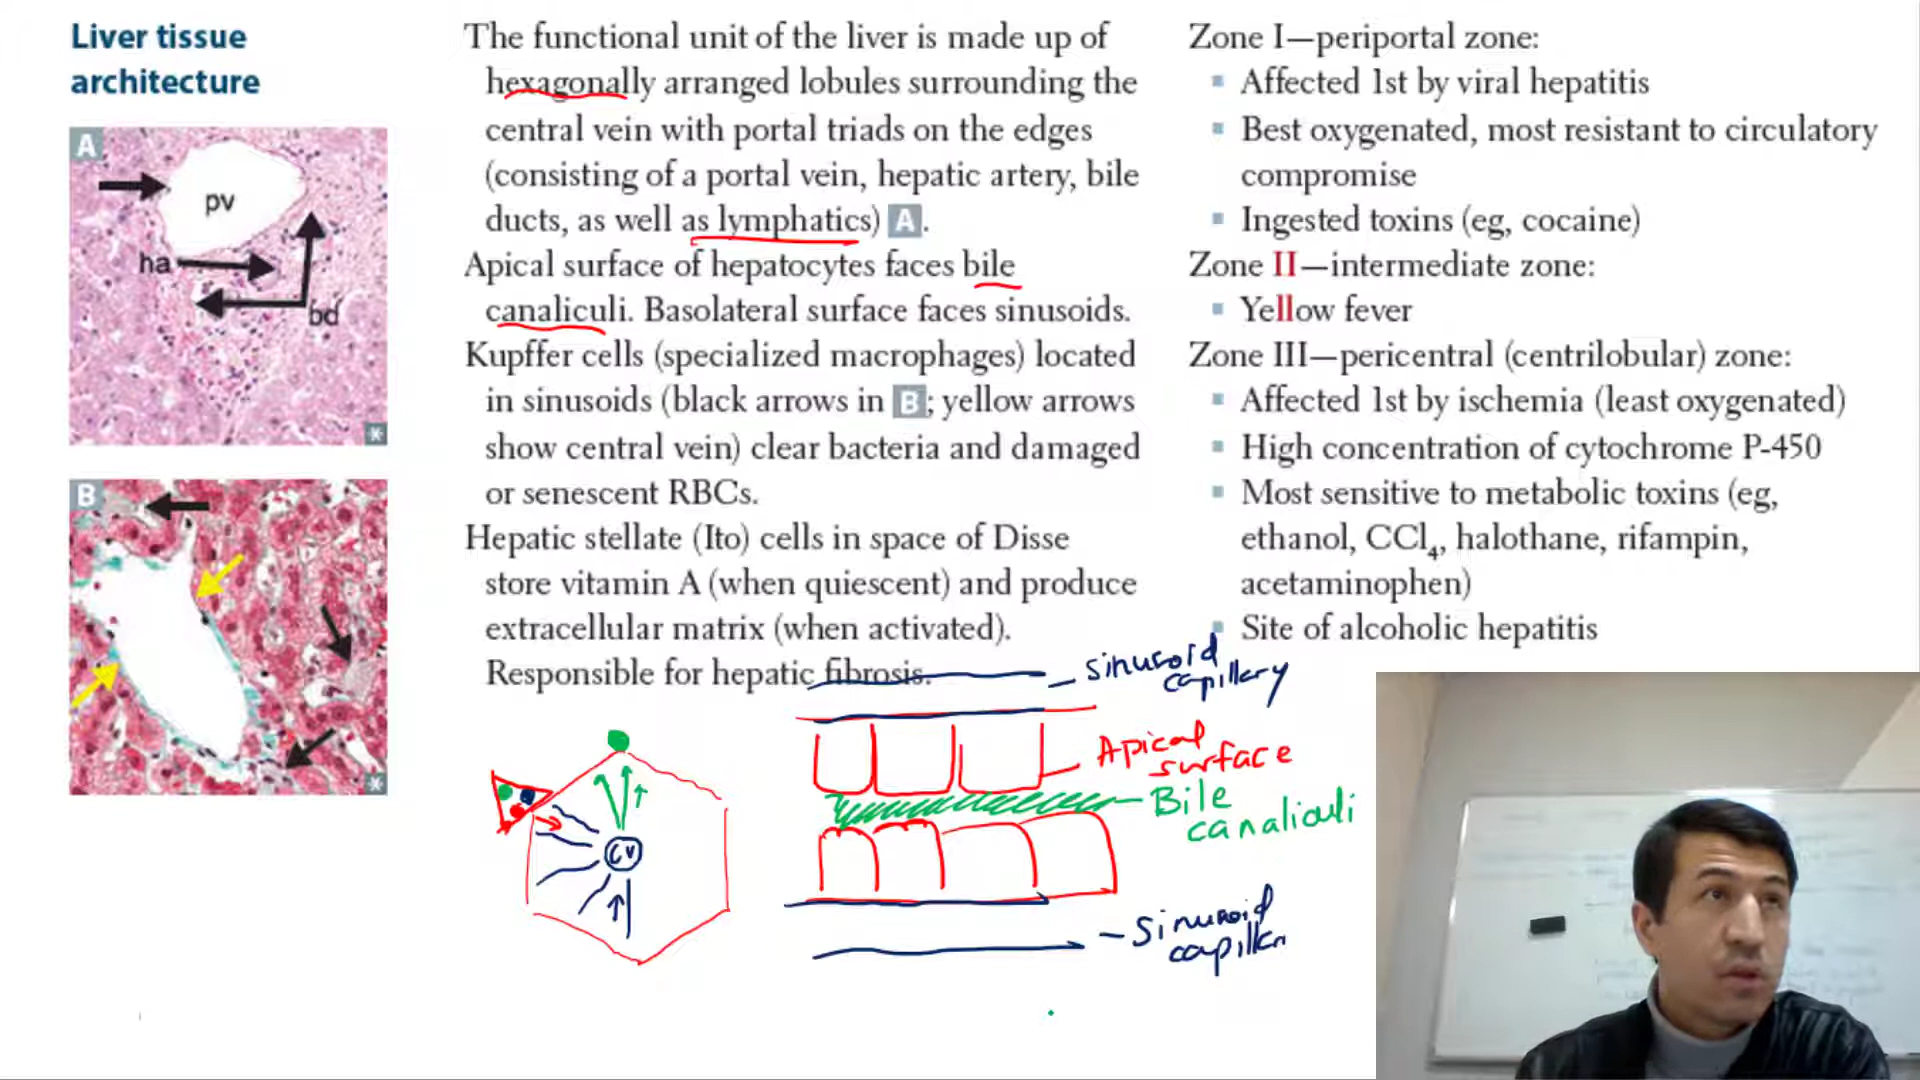 Liver tissue
architecture
A
pv
ha
bd
B
The functional unit of the liver is made up of
hexagonally arranged lobules surrounding the
central vein with portal triads on the edges
(consisting of a portal vein, hepatic artery, bile
ducts, as well as lymphatics) A.
Apical surface of hepatocytes faces bile
canaliculi. Basolateral surface faces sinusoids.
Kupffer cells (specialized macrophages) located
in sinusoids (black arrows in B; yellow arrows
show central vein) clear bacteria and damaged
or senescent RBCs.
Hepatic stellate (Ito) cells in space of Disse
store vitamin A (when quiescent) and produce
extracellular matrix (when activated).
Responsible for hepatic fibrosis.
Zone I—periportal zone:
▪ Affected 1st by viral hepatitis
▪ Best oxygenated, most resistant to circulatory
compromise
▪ Ingested toxins (eg, cocaine)
Zone II—intermediate zone:
▪ Yellow fever
Zone III—pericentral (centrilobular) zone:
▪ Affected 1st by ischemia (least oxygenated)
▪ High concentration of cytochrome P-450
▪ Most sensitive to metabolic toxins (eg,
ethanol, CCl4, halothane, rifampin,
acetaminophen)
▪ Site of alcoholic hepatitis
CV
sinusoid
capillary
Apical
surface
Bile
canaliculi
Sinusoid